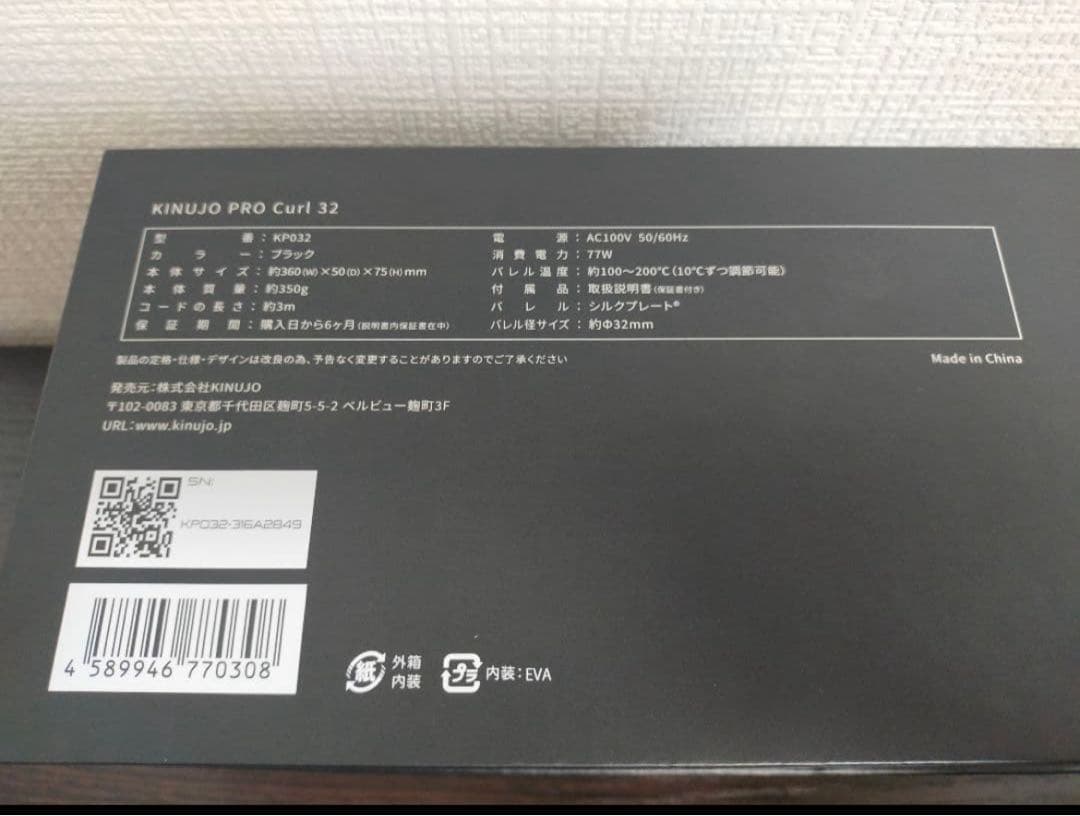 KINUJO PRO Curl 32
型番：KP032
カラー：ブラック
本体サイズ：約360(W)×50(D)×75(H)mm
本体質量：約350g
コードの長さ：約3m
保証期間：購入日から6ヶ月(説明書内保証書在中)
電源：AC100V 50/60Hz
消費電力：77W
バレル温度：約100～200℃(10℃ずつ調節可能)
付属品：取扱説明書(保証書付き)
バレル：シルクプレート®
バレル径サイズ：約Φ32mm
製品の定格・仕様・デザインは改良の為、予告なく変更することがありますのでご了承ください
Made in China
発売元：株式会社KINUJO
〒102-0083 東京都千代田区麹町5-5-2 ベルビュー麹町3F
URL：www.kinujo.jp
SN:
KP032-316A2849
4 589946 770308
紙 外箱
内装
プラ 内装：EVA